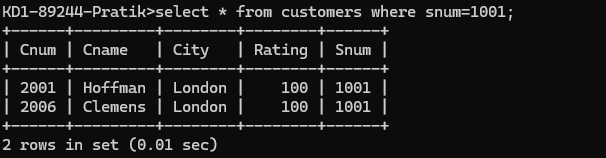 KD1-89244-Pratik>select * from customers where snum=1001;
+------+---------+--------+--------+------+
| Cnum | Cname   | City   | Rating | Snum |
+------+---------+--------+--------+------+
| 2001 | Hoffman | London |    100 | 1001 |
| 2006 | Clemens | London |    100 | 1001 |
+------+---------+--------+--------+------+
2 rows in set (0.01 sec)